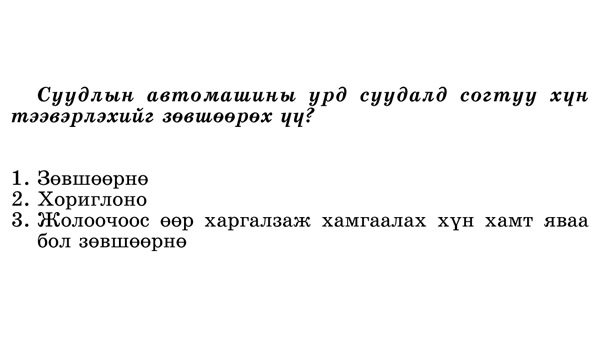 Суудлын автомашины урд суудалд согтуу хүн
тээвэрлэхийг зөвшөөрөх үү?
1. Зөвшөөрнө
2. Хориглоно
3. Жолоочоос өөр харгалзаж хамгаалах хүн хамт яваа
бол зөвшөөрнө